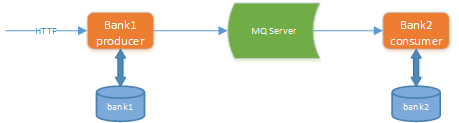 HTTP
Bank1
producer
MQ Server
Bank2
consumer
bank1
bank2